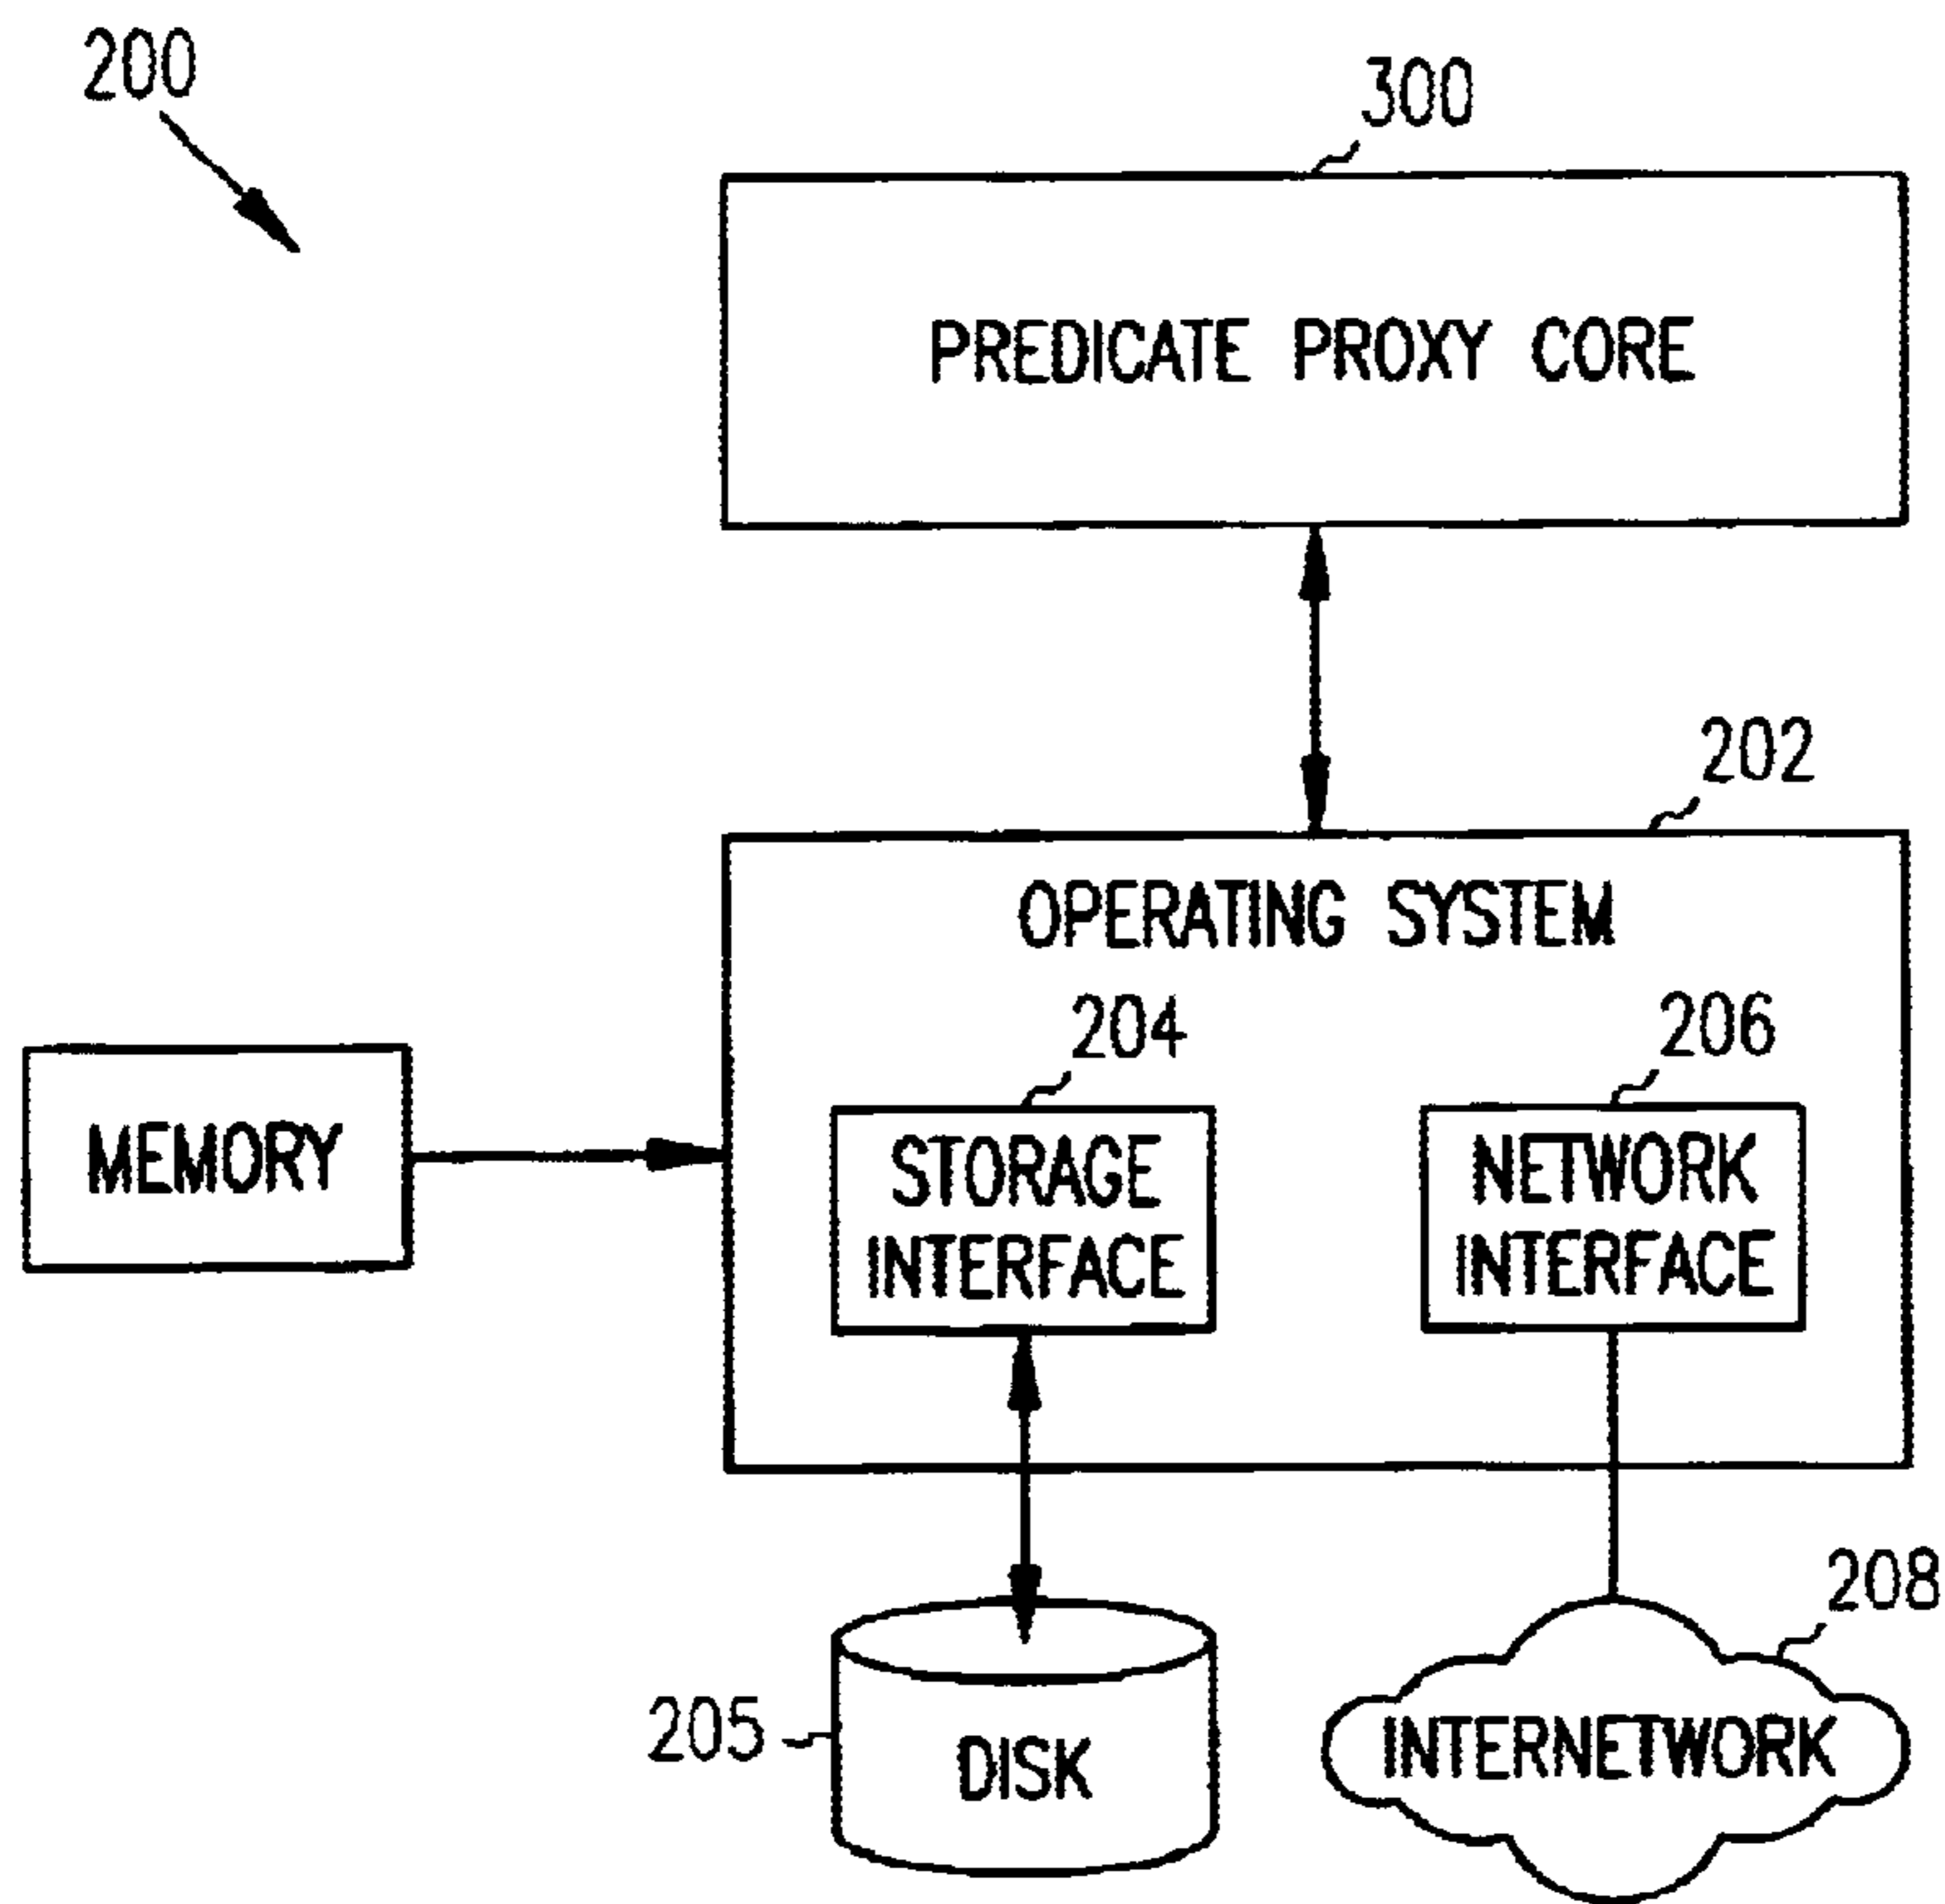 200
300
PREDICATE PROXY CORE
202
OPERATING SYSTEM
204
206
MEMORY
STORAGE
INTERFACE
NETWORK
INTERFACE
208
205
DISK
INTERNETWORK